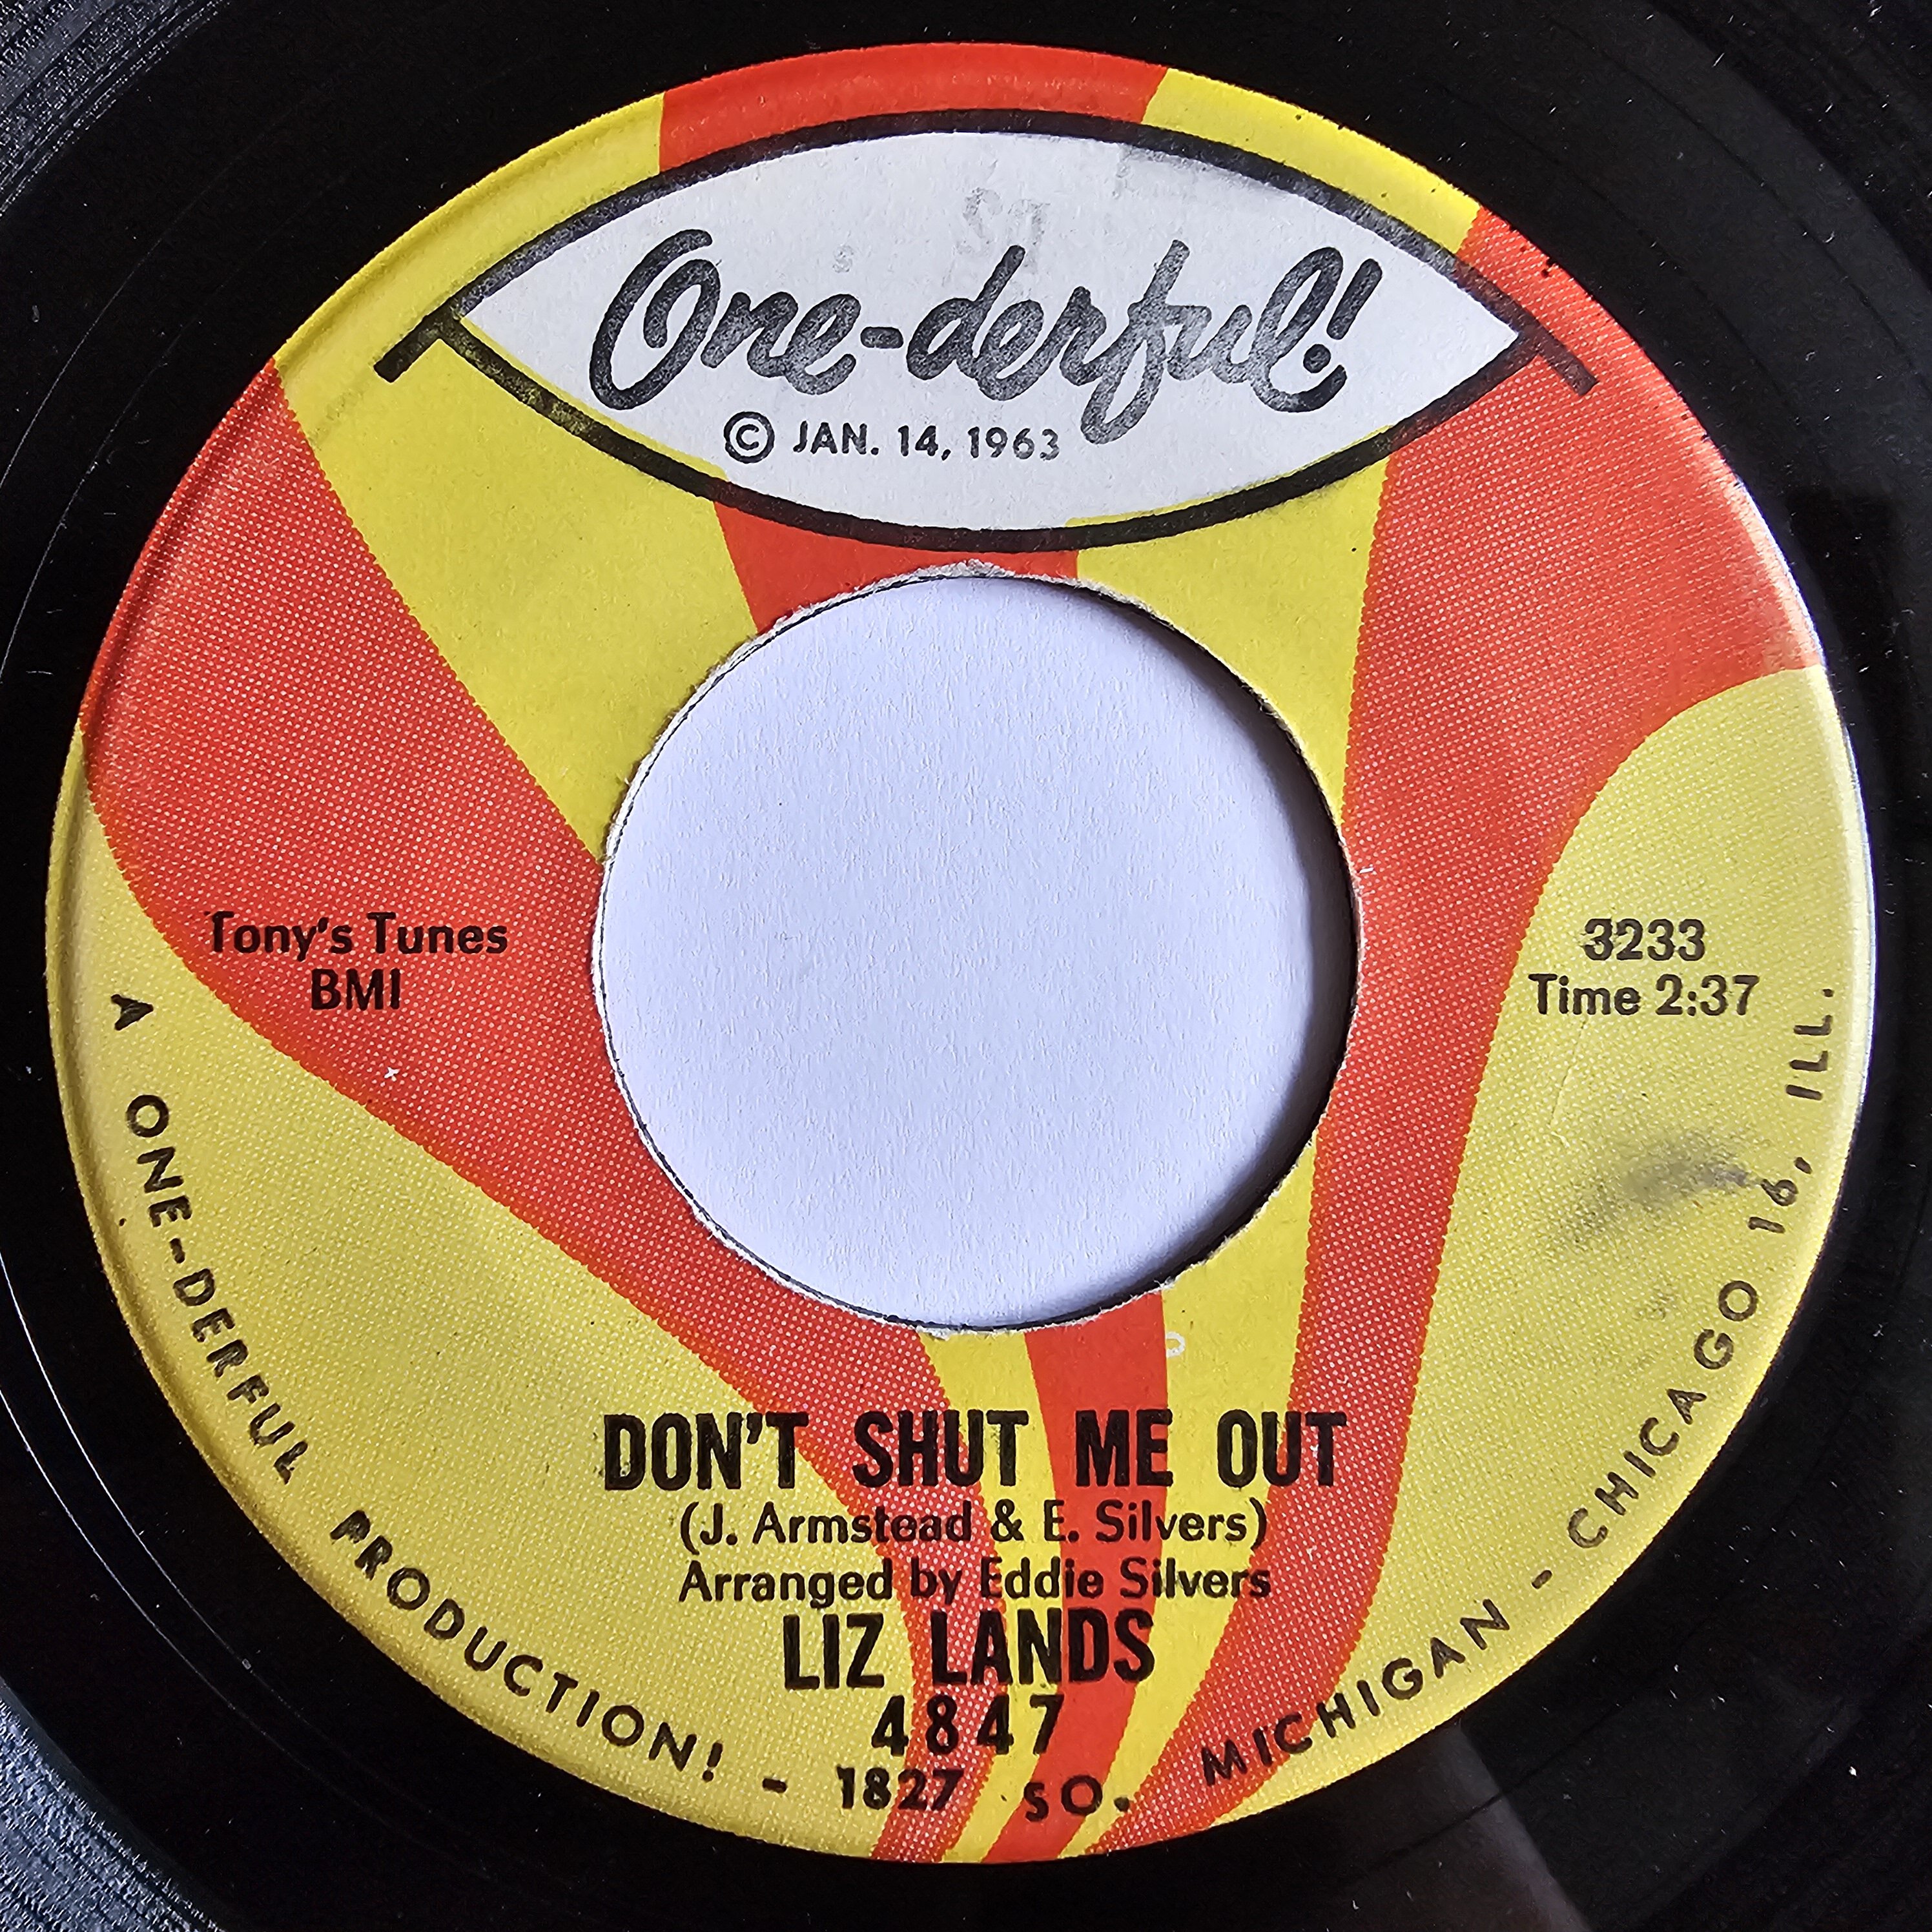 One-derful!
© JAN. 14, 1963
Tony's Tunes
BMI
3233
Time 2:37
DON'T SHUT ME OUT
(J. Armstead & E. Silvers)
Arranged by Eddie Silvers
LIZ LANDS
4847
A ONE-DERFUL PRODUCTION! - 1827 SO. MICHIGAN - CHICAGO 16, ILL.